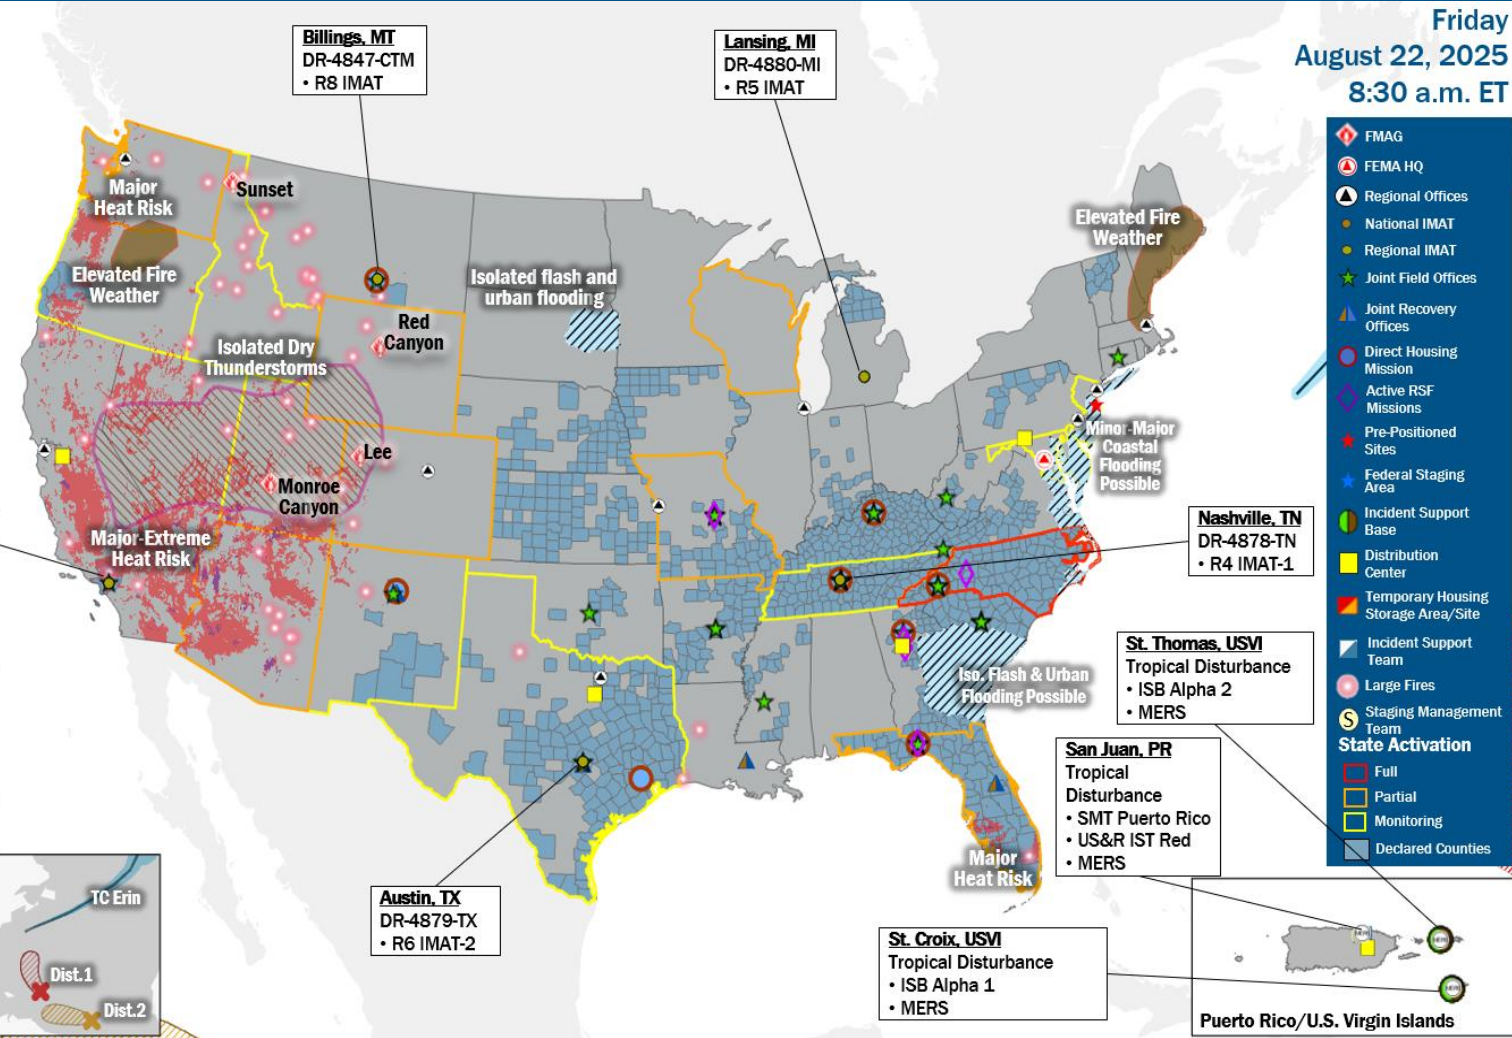 Friday
August 22, 2025
8:30 a.m. ET
Billings, MT
DR-4847-CTM
• R8 IMAT
Lansing, MI
DR-4880-MI
• R5 IMAT
FMAG
FEMA HQ
Regional Offices
National IMAT
Regional IMAT
Joint Field Offices
Joint Recovery
Offices
Direct Housing
Mission
Active RSF
Missions
Pre-Positioned
Sites
Federal Staging
Area
Incident Support
Base
Distribution
Center
Temporary Housing
Storage Area/Site
Incident Support
Team
Large Fires
S
Staging Management
Team
State Activation
Full
Partial
Monitoring
Declared Counties
Major
Heat Risk
Sunset
Elevated Fire
Weather
Elevated Fire
Weather
Isolated flash and
urban flooding
Red
Canyon
Isolated Dry
Thunderstorms
Lee
Monroe
Canyon
Major-Extreme
Heat Risk
Minor-Major
Coastal
Flooding
Possible
Nashville, TN
DR-4878-TN
• R4 IMAT-1
Iso. Flash & Urban
Flooding Possible
St. Thomas, USVI
Tropical Disturbance
• ISB Alpha 2
• MERS
San Juan, PR
Tropical
Disturbance
• SMT Puerto Rico
• US&R IST Red
• MERS
Major
Heat Risk
Austin, TX
DR-4879-TX
• R6 IMAT-2
St. Croix, USVI
Tropical Disturbance
• ISB Alpha 1
• MERS
TC Erin
Dist.1
Dist.2
Puerto Rico/U.S. Virgin Islands